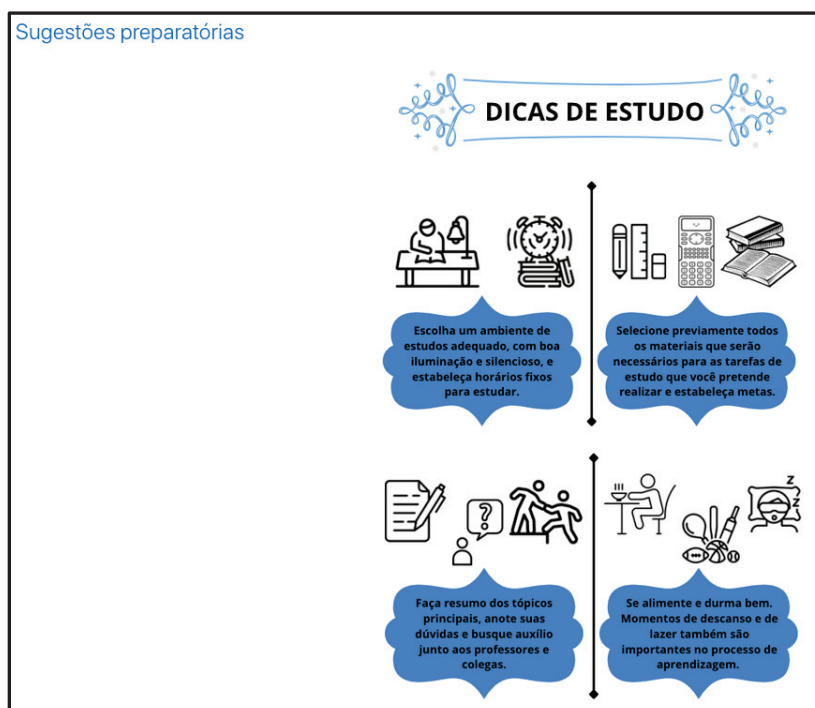 Sugestões preparatórias
DICAS DE ESTUDO
Escolha um ambiente de
estudos adequado, com boa
iluminação e silencioso, e
estabeleça horários fixos
para estudar.
Selecione previamente todos
os materiais que serão
necessários para as tarefas de
estudo que você pretende
realizar e estabeleça metas.
?
Faça resumo dos tópicos
principais, anote suas
dúvidas e busque auxílio
junto aos professores e
colegas.
z
z
Se alimente e durma bem.
Momentos de descanso e de
lazer também são
importantes no processo de
aprendizagem.